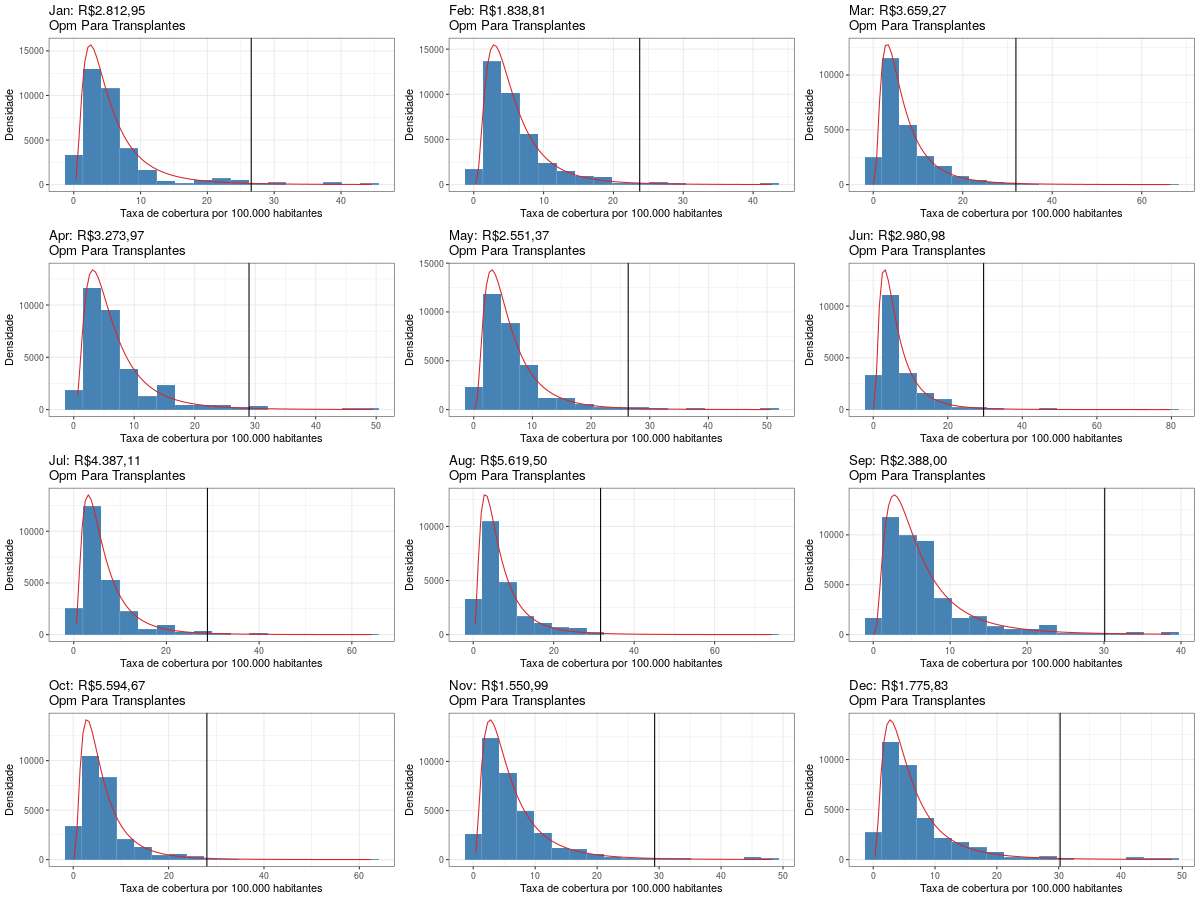 Jan: R$2.812,95
Opm Para Transplantes
Densidade
15000
10000
5000
0
0 10 20 30 40
Taxa de cobertura por 100.000 habitantes
Feb: R$1.838,81
Opm Para Transplantes
Densidade
15000
10000
5000
0
0 20 40
Taxa de cobertura por 100.000 habitantes
Mar: R$3.659,27
Opm Para Transplantes
Densidade
10000
5000
0
0 20 40 60
Taxa de cobertura por 100.000 habitantes
Apr: R$3.273,97
Opm Para Transplantes
Densidade
10000
5000
0
0 10 20 30 40 50
Taxa de cobertura por 100.000 habitantes
May: R$2.551,37
Opm Para Transplantes
Densidade
15000
10000
5000
0
0 10 20 30 40 50
Taxa de cobertura por 100.000 habitantes
Jun: R$2.980,98
Opm Para Transplantes
Densidade
10000
5000
0
0 20 40 60 80
Taxa de cobertura por 100.000 habitantes
Jul: R$4.387,11
Opm Para Transplantes
Densidade
10000
5000
0
0 20 40 60
Taxa de cobertura por 100.000 habitantes
Aug: R$5.619,50
Opm Para Transplantes
Densidade
10000
5000
0
0 20 40 60
Taxa de cobertura por 100.000 habitantes
Sep: R$2.388,00
Opm Para Transplantes
Densidade
10000
5000
0
0 10 20 30 40
Taxa de cobertura por 100.000 habitantes
Oct: R$5.594,67
Opm Para Transplantes
Densidade
10000
5000
0
0 20 40 60
Taxa de cobertura por 100.000 habitantes
Nov: R$1.550,99
Opm Para Transplantes
Densidade
10000
5000
0
0 10 20 30 40 50
Taxa de cobertura por 100.000 habitantes
Dec: R$1.775,83
Opm Para Transplantes
Densidade
10000
5000
0
0 10 20 30 40 50
Taxa de cobertura por 100.000 habitantes